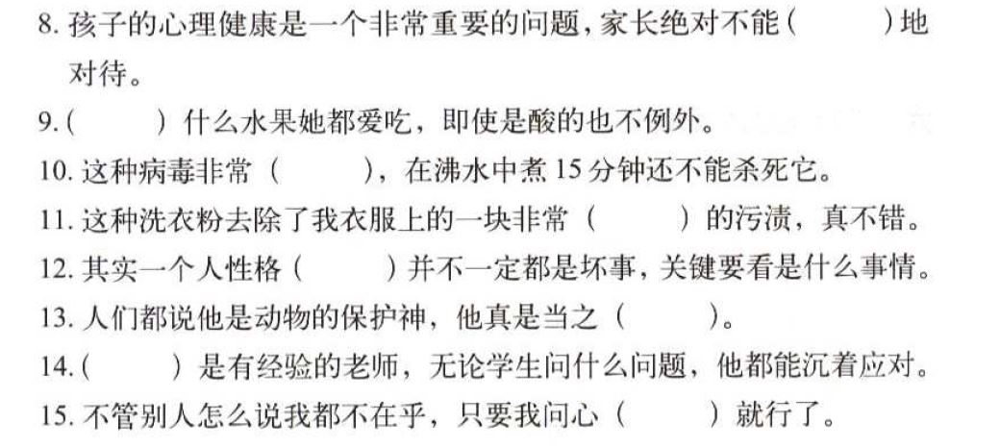 8. 孩子的心理健康是一个非常重要的问题，家长绝对不能（　　　）地
对待。
9.（　　　）什么水果她都爱吃，即使是酸的也不例外。
10. 这种病毒非常（　　　），在沸水中煮 15 分钟还不能杀死它。
11. 这种洗衣粉去除了我衣服上的一块非常（　　　）的污渍，真不错。
12. 其实一个人性格（　　　）并不一定都是坏事，关键要看是什么事情。
13. 人们都说他是动物的保护神，他真是当之（　　　）。
14.（　　　）是有经验的老师，无论学生问什么问题，他都能沉着应对。
15. 不管别人怎么说我都不在乎，只要我问心（　　　）就行了。